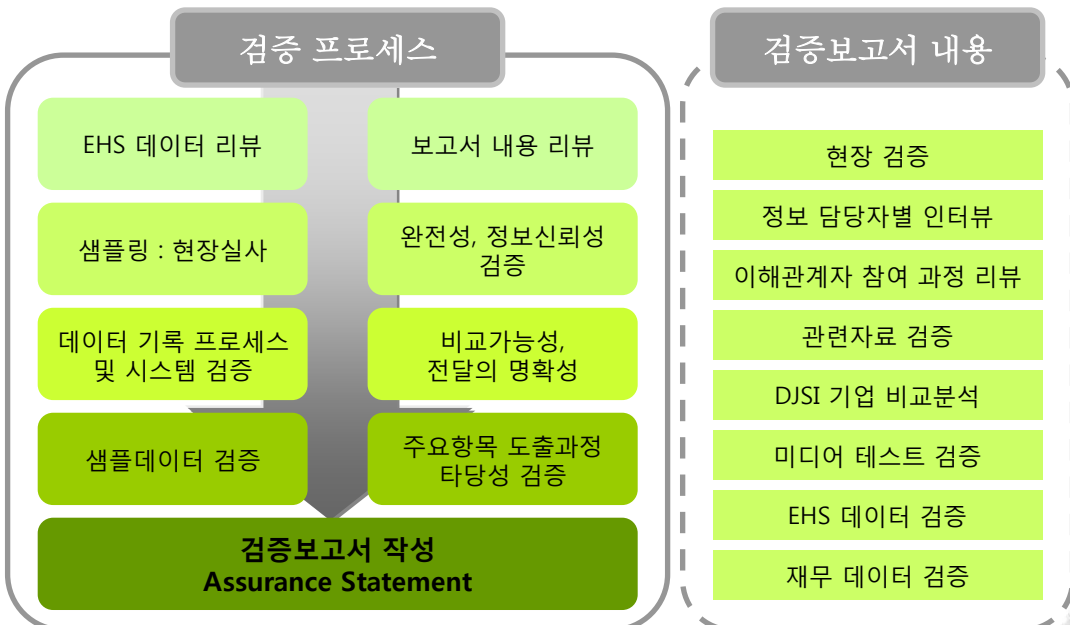 검증 프로세스
EHS 데이터 리뷰
보고서 내용 리뷰
샘플링 : 현장실사
완전성, 정보신뢰성
검증
데이터 기록 프로세스
및 시스템 검증
비교가능성,
전달의 명확성
샘플데이터 검증
주요항목 도출과정
타당성 검증
검증보고서 작성
Assurance Statement
검증보고서 내용
현장 검증
정보 담당자별 인터뷰
이해관계자 참여 과정 리뷰
관련자료 검증
DJSI 기업 비교분석
미디어 테스트 검증
EHS 데이터 검증
재무 데이터 검증